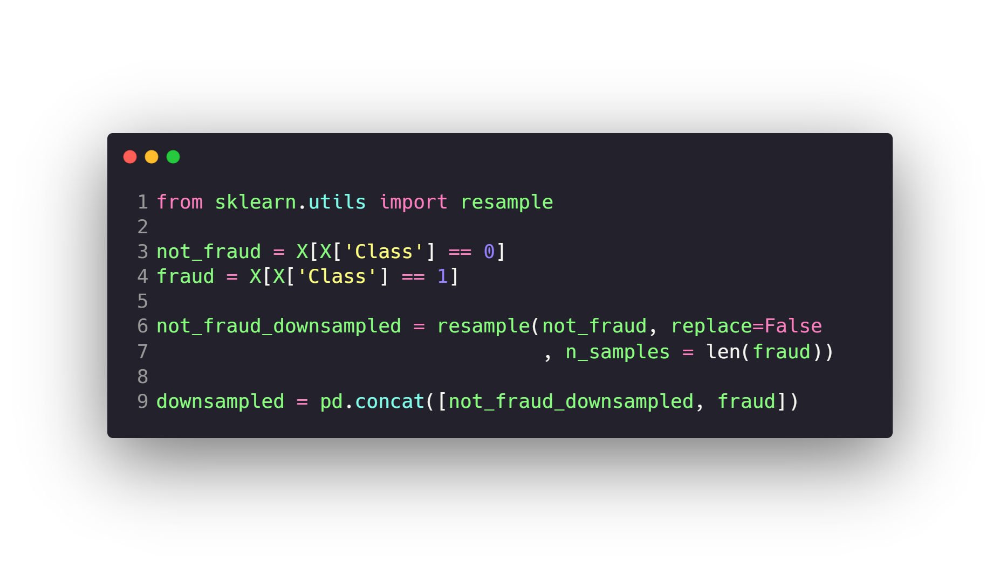 1 from sklearn.utils import resample
2
3 not_fraud = X[X['Class'] == 0]
4 fraud = X[X['Class'] == 1]
5
6 not_fraud_downsampled = resample(not_fraud, replace=False
7                                  , n_samples = len(fraud))
8
9 downsampled = pd.concat([not_fraud_downsampled, fraud])